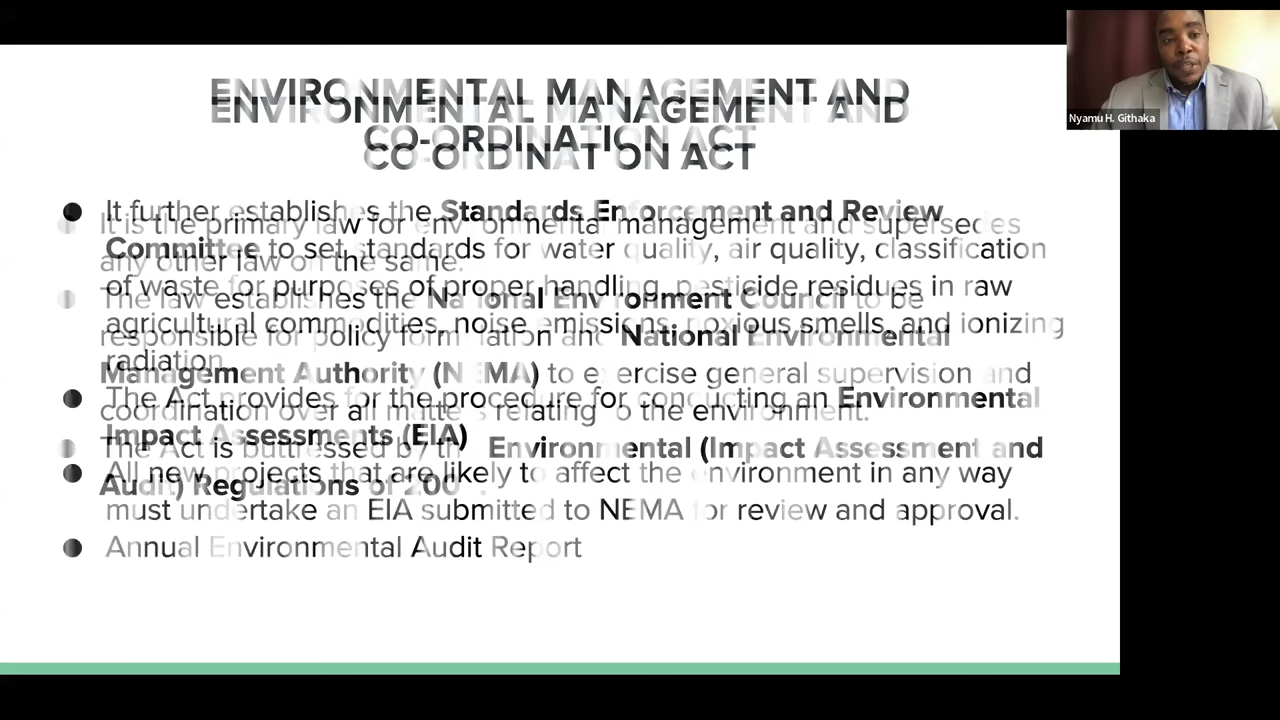 ENVIRONMENTAL MANAGEMENT AND
CO-ORDINATION ACT
● It further establishes the Standards Enforcement and Review
Committee to set standards for water quality, air quality, classification
of waste for purposes of proper handling, pesticide residues in raw
agricultural commodities, noise emissions, noxious smells, and ionizing
radiation
● The Act provides for the procedure for conducting an Environmental
Impact Assessments (EIA)
● All new projects that are likely to affect the environment in any way
must undertake an EIA submitted to NEMA for review and approval.
● Annual Environmental Audit Report
ENVIRONMENTAL MANAGEMENT AND
CO-ORDINATION ACT
● It is the primary law for environmental management and supersedes
any other law on the same.
● The law establishes the National Environment Council to be
responsible for policy formulation and National Environmental
Management Authority (NEMA) to exercise general supervision and
coordination over all matters relating to the environment.
● The Act is buttressed by the Environmental (Impact Assessment and
Audit) Regulations of
Nyamu H. Githaka